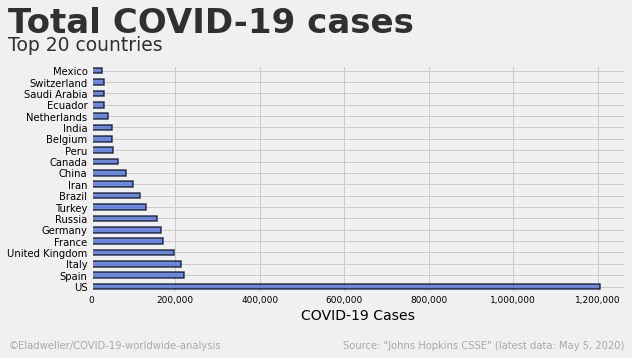 Total COVID-19 cases
Top 20 countries
Mexico
Switzerland
Saudi Arabia
Ecuador
Netherlands
India
Belgium
Peru
Canada
China
Iran
Brazil
Turkey
Russia
Germany
France
United Kingdom
Italy
Spain
US
0 200,000 400,000 600,000 800,000 1,000,000 1,200,000
COVID-19 Cases
©Eladweller/COVID-19-worldwide-analysis Source: "Johns Hopkins CSSE" (latest data: May 5, 2020)